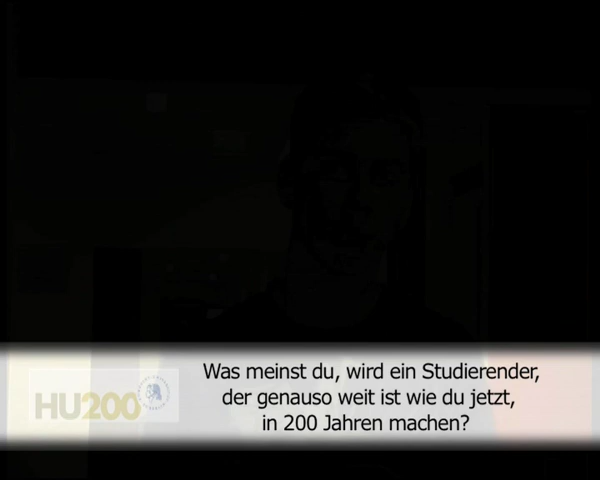 Was meinst du, wird ein Studierender,
der genauso weit ist wie du jetzt,
in 200 Jahren machen?
HU200